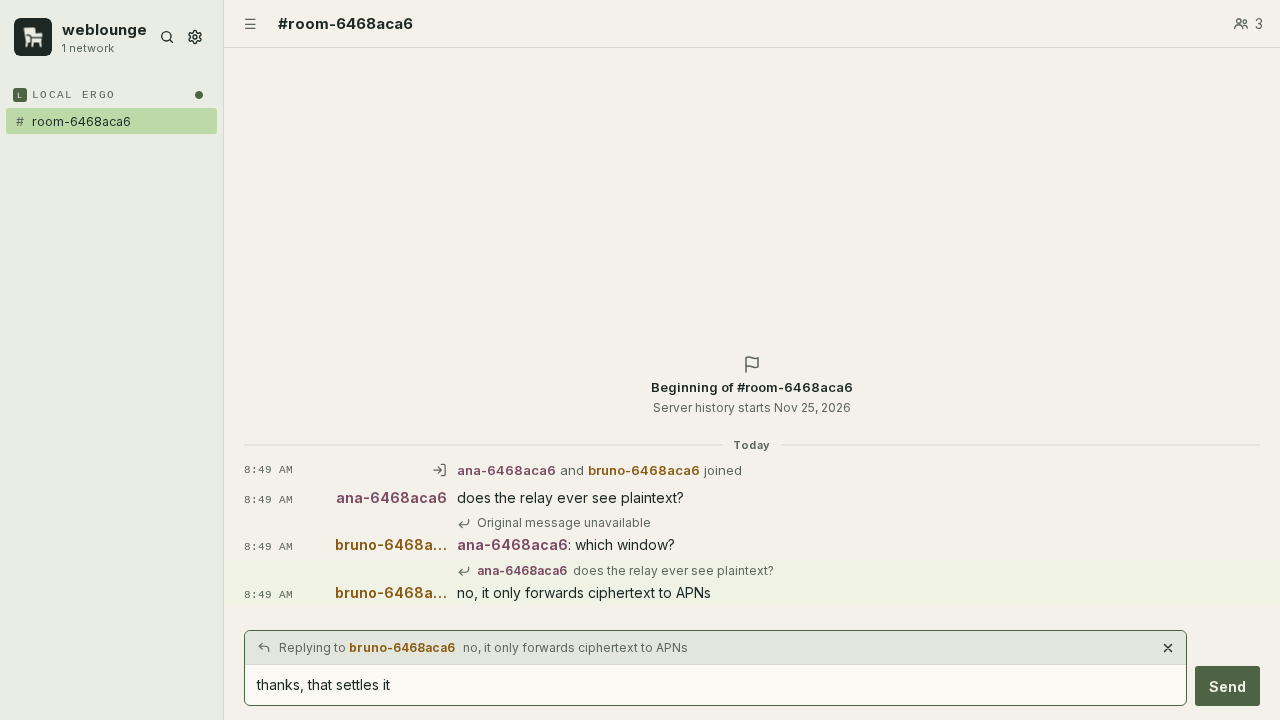 weblounge
1 network
L LOCAL ERGO
# room-6468aca6
#room-6468aca6
3
Beginning of #room-6468aca6
Server history starts Nov 25, 2026
Today
8:49 AM ana-6468aca6 and bruno-6468aca6 joined
8:49 AM ana-6468aca6 does the relay ever see plaintext?
Original message unavailable
8:49 AM bruno-6468a… ana-6468aca6: which window?
ana-6468aca6 does the relay ever see plaintext?
8:49 AM bruno-6468a… no, it only forwards ciphertext to APNs
Replying to bruno-6468aca6 no, it only forwards ciphertext to APNs
thanks, that settles it
Send